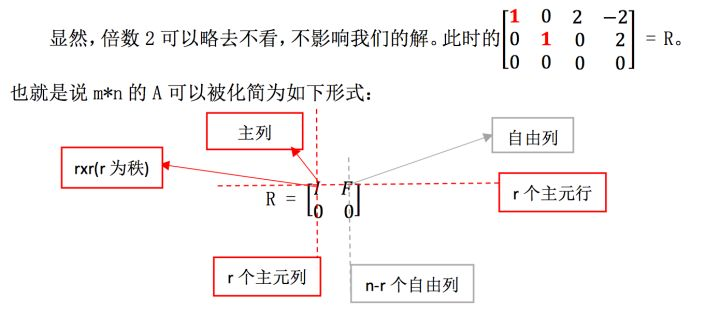 1 0 2 −2
显然，倍数 2 可以略去不看，不影响我们的解。此时的 0 1 0 2 = R。
0 0 0 0
也就是说 m*n 的 A 可以被化简为如下形式：
主列
自由列
rxr(r 为秩)
r 个主元行
I F
R =
0 0
r 个主元列
n-r 个自由列